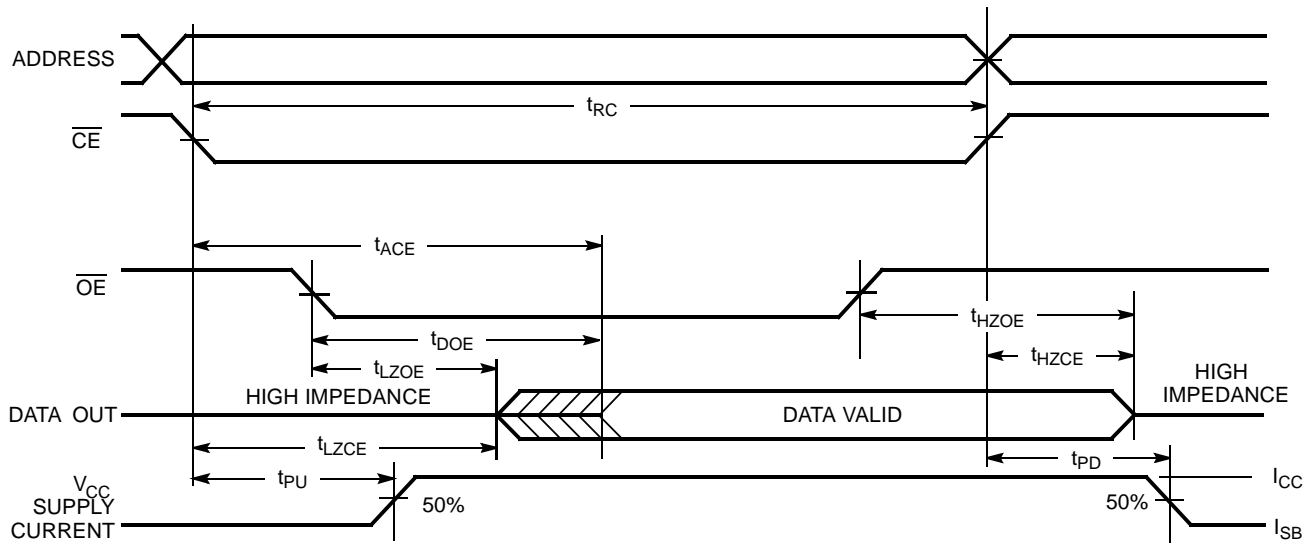 ADDRESS
tRC
CE
tACE
OE
tHZOE
tDOE
tHZCE
tLZOE
HIGH IMPEDANCE
HIGH
IMPEDANCE
DATA OUT
DATA VALID
tLZCE
tPD
tPU
VCC
SUPPLY
CURRENT
50%
50%
ICC
ISB